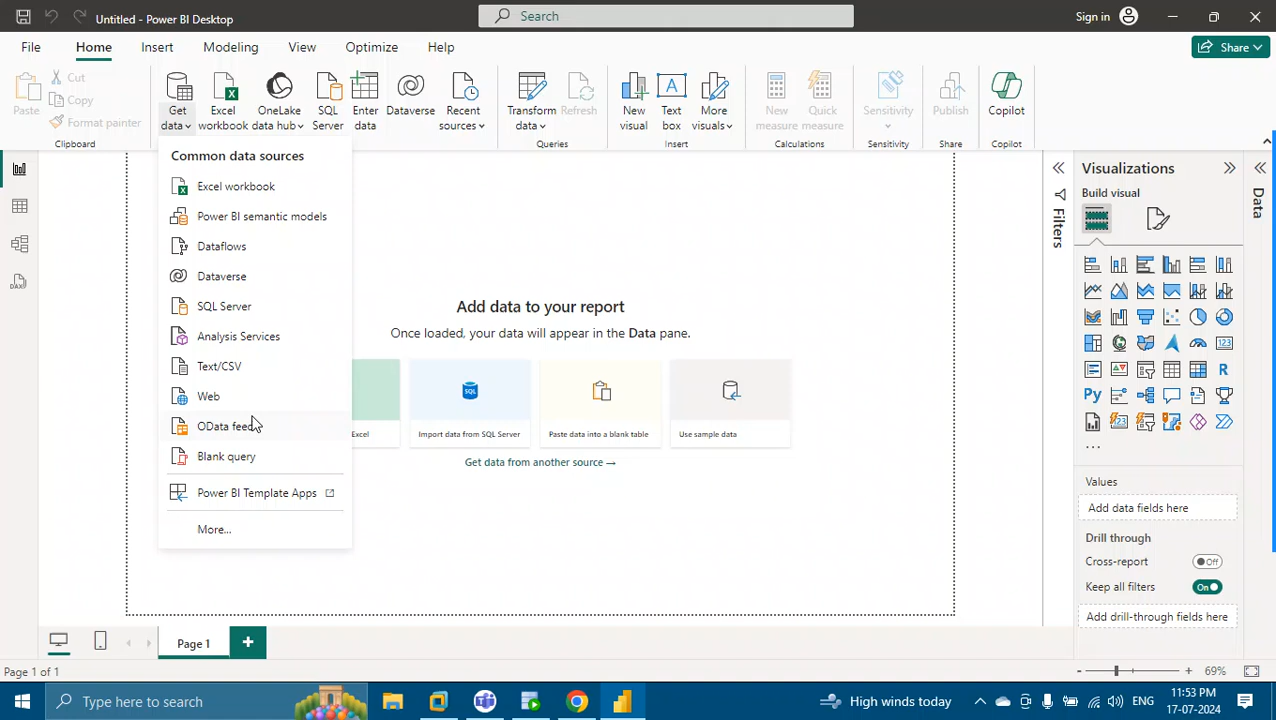 Untitled - Power BI Desktop
Search
Sign in
File
Home
Insert
Modeling
View
Optimize
Help
Share
Paste
Cut
Copy
Format painter
Clipboard
Get data
Excel workbook
OneLake data hub
SQL Server
Enter data
Dataverse
Recent sources
Transform data
Refresh
Queries
New visual
Text box
More visuals
Insert
New measure
Quick measure
Calculations
Sensitivity
Sensitivity
Publish
Share
Copilot
Copilot
Common data sources
Excel workbook
Power BI semantic models
Dataflows
Dataverse
SQL Server
Analysis Services
Text/CSV
Web
OData feed
Blank query
Power BI Template Apps
More...
Add data to your report
Once loaded, your data will appear in the Data pane.
Excel
Import data from SQL Server
Paste data into a blank table
Use sample data
Get data from another source →
Filters
Visualizations
Build visual
Data
Values
Add data fields here
Drill through
Cross-report
Off
Keep all filters
On
Add drill-through fields here
Page 1
Page 1 of 1
69%
Type here to search
High winds today
ENG
11:53 PM
17-07-2024